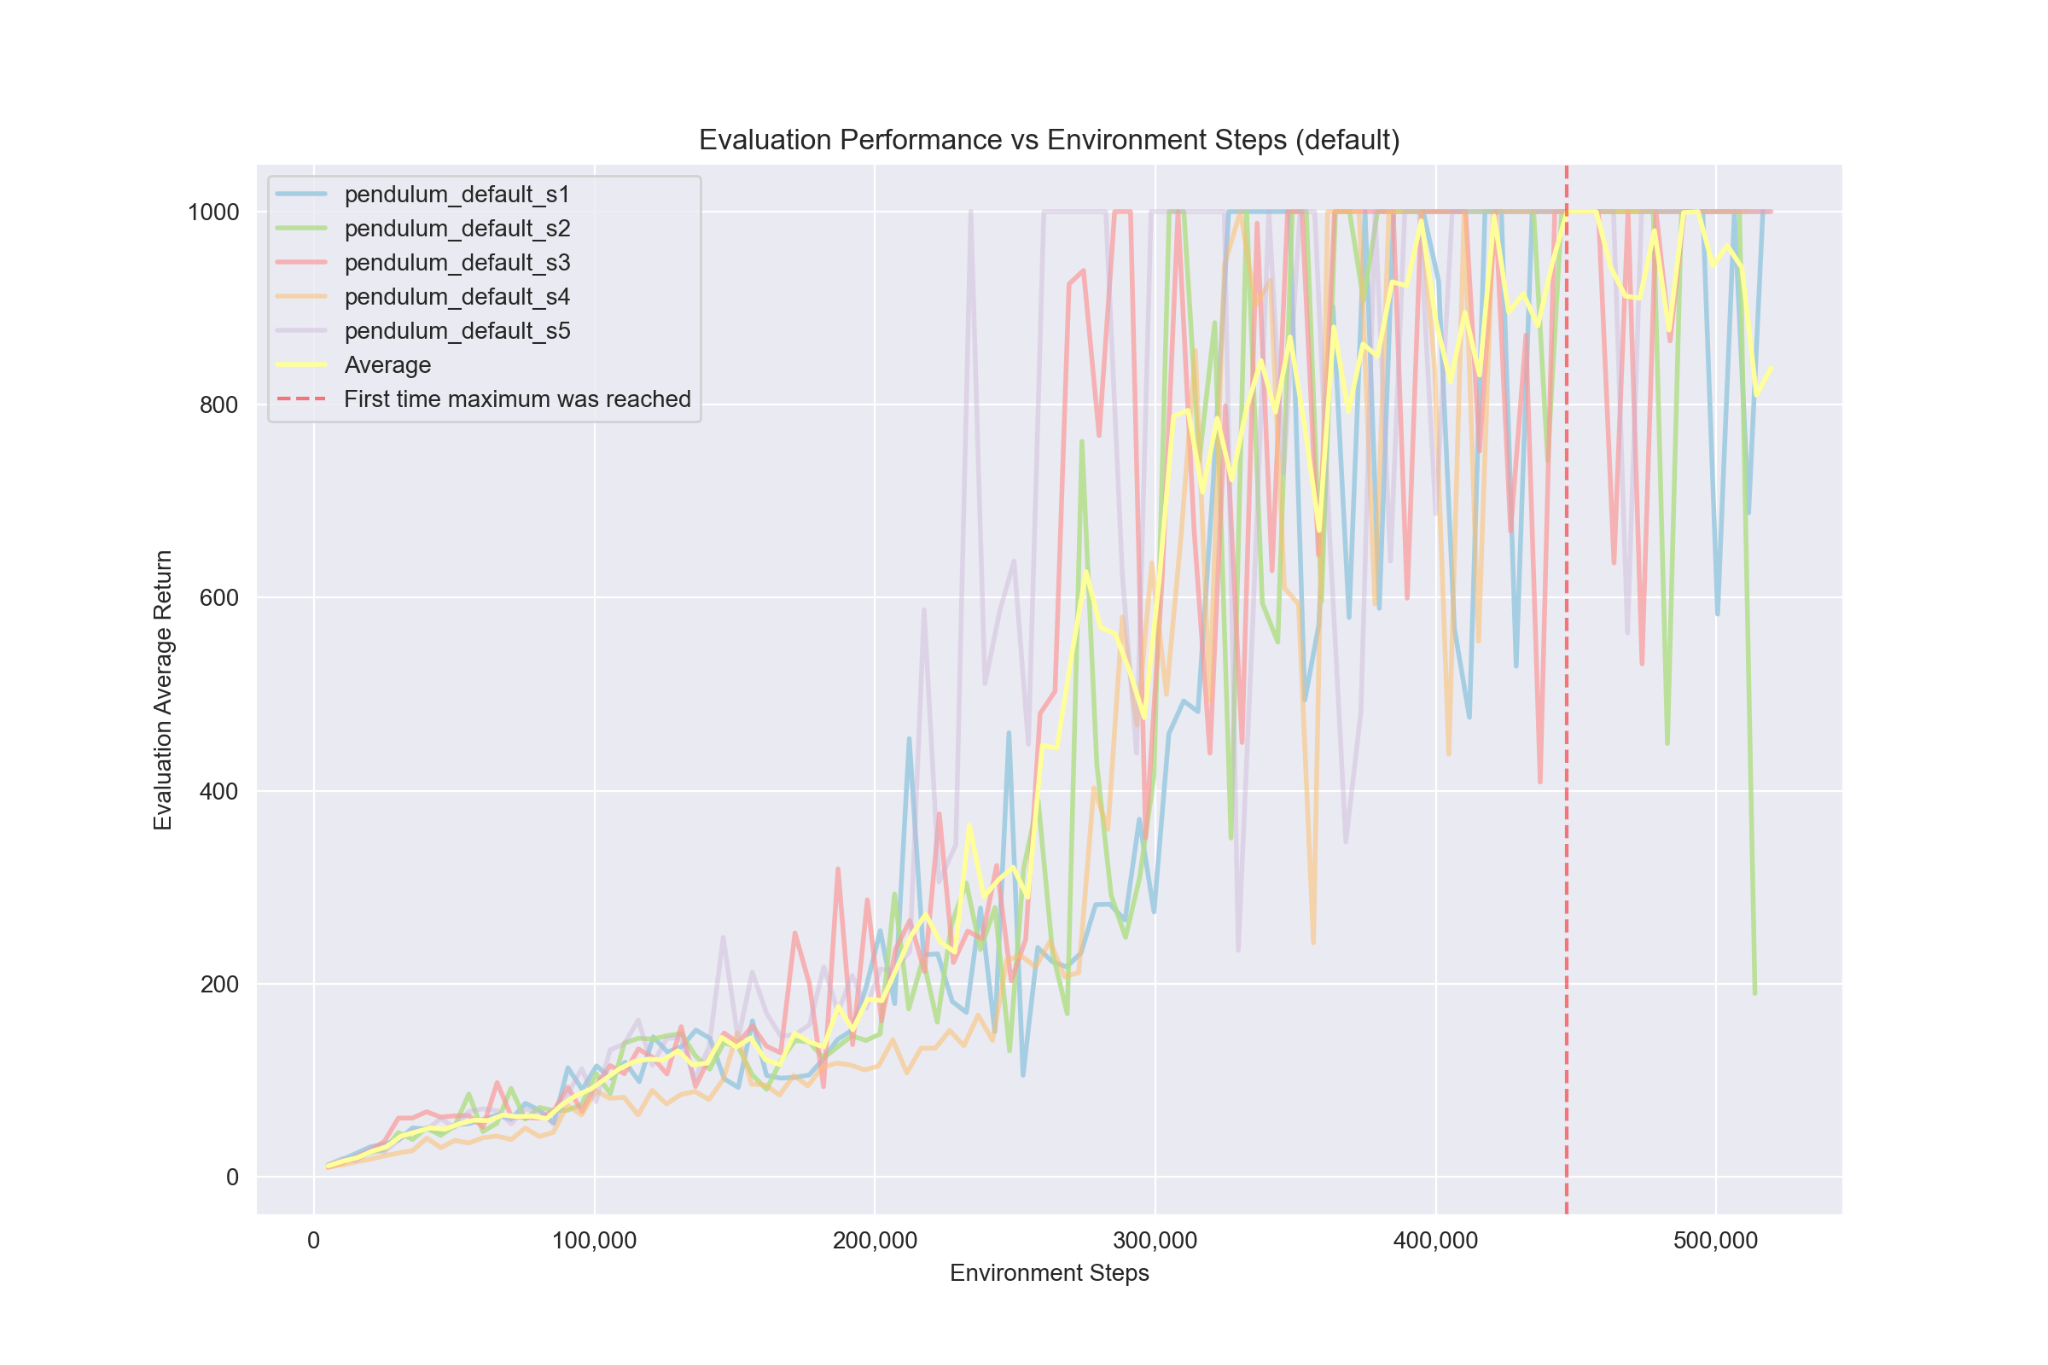 Evaluation Performance vs Environment Steps (default)
pendulum_default_s1
pendulum_default_s2
pendulum_default_s3
pendulum_default_s4
pendulum_default_s5
Average
First time maximum was reached
1000
800
600
400
200
0
Evaluation Average Return
0
100,000
200,000
300,000
400,000
500,000
Environment Steps